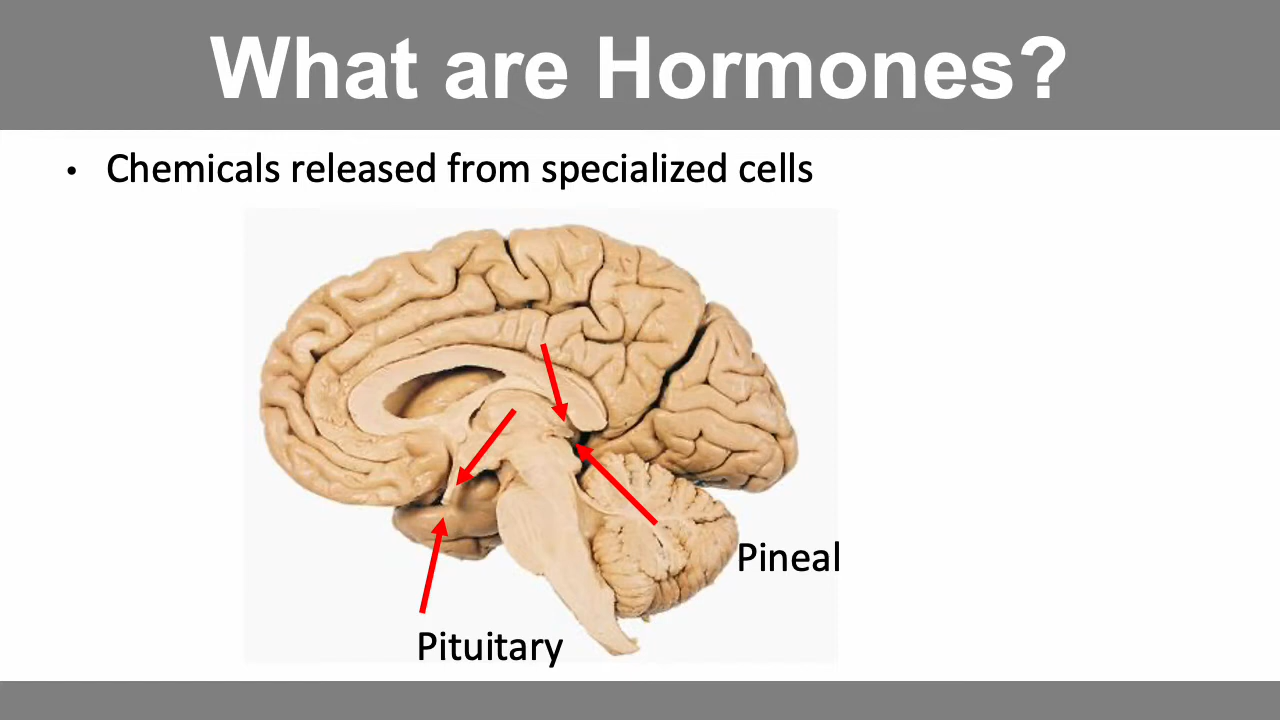 What are Hormones?
• Chemicals released from specialized cells
Pineal
Pituitary